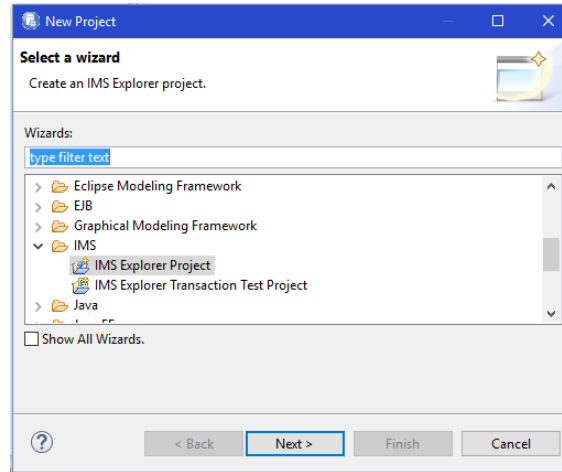 New Project
Select a wizard
Create an IMS Explorer project.
Wizards:
type filter text
Eclipse Modeling Framework
EJB
Graphical Modeling Framework
IMS
IMS Explorer Project
IMS Explorer Transaction Test Project
Java
Show All Wizards.
? < Back Next > Finish Cancel